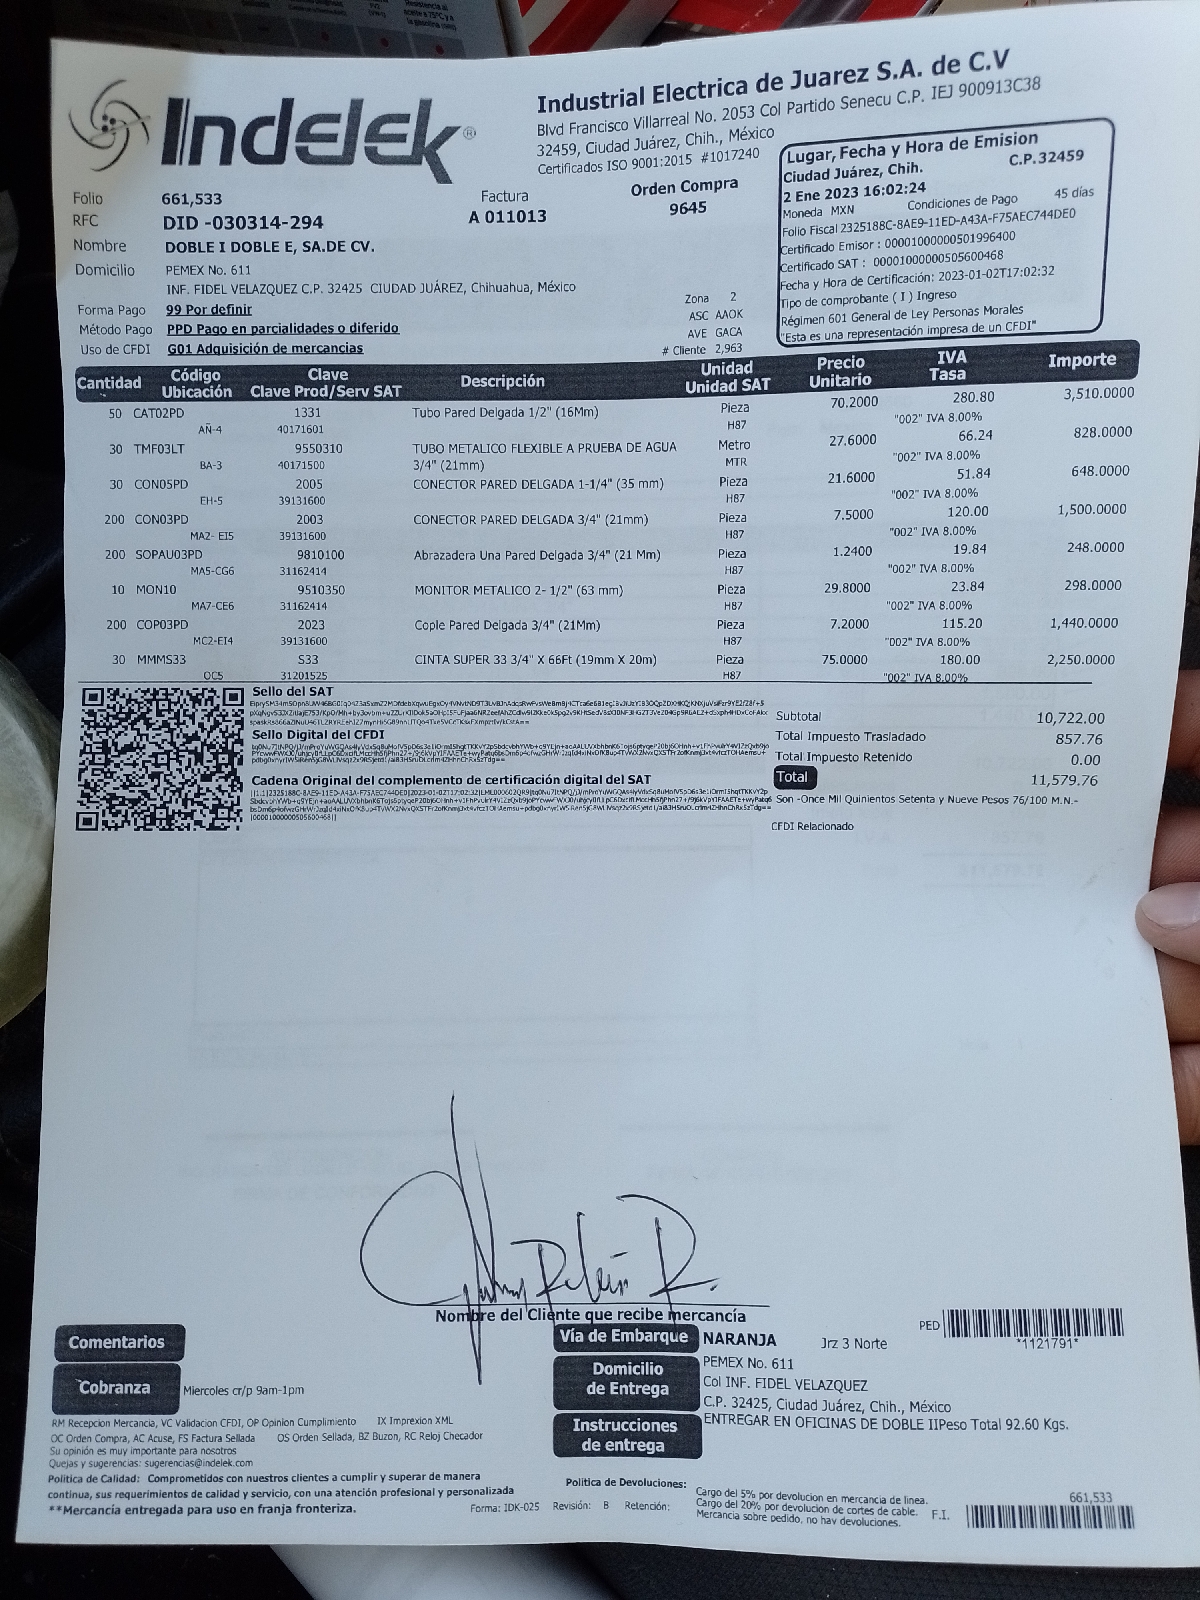 Indelek®
Industrial Electrica de Juarez S.A. de C.V
Blvd Francisco Villarreal No. 2053 Col Partido Senecu C.P. IEJ 900913C38
32459, Ciudad Juárez, Chih., México
Certificados ISO 9001:2015 #1017240
Lugar, Fecha y Hora de Emision
Ciudad Juárez, Chih. C.P.32459
2 Ene 2023 16:02:24
Moneda MXN Condiciones de Pago 45 días
Folio Fiscal 2325188C-8AE9-11ED-A43A-F75AEC744DE0
Certificado Emisor : 00001000000501996400
Certificado SAT : 00001000000505600468
Fecha y Hora de Certificación: 2023-01-02T17:02:32
Tipo de comprobante ( I ) Ingreso
Régimen 601 General de Ley Personas Morales
"Esta es una representación impresa de un CFDI"
Folio 661,533 Factura Orden Compra
RFC DID -030314-294 A 011013 9645
Nombre DOBLE I DOBLE E, SA.DE CV.
Domicilio PEMEX No. 611
INF. FIDEL VELAZQUEZ C.P. 32425 CIUDAD JUÁREZ, Chihuahua, México
Forma Pago 99 Por definir
Método Pago PPD Pago en parcialidades o diferido
Uso de CFDI G01 Adquisición de mercancias
Zona 2
ASC AAOK
AVE GACA
# Cliente 2,963
Cantidad Código Ubicación Clave Clave Prod/Serv SAT Descripción Unidad Unidad SAT Precio Unitario IVA Tasa Importe
50 CAT02PD 1331 Tubo Pared Delgada 1/2" (16Mm) Pieza 70.2000 280.80 3,510.0000
AÑ-4 40171601 H87 "002" IVA 8.00%
30 TMF03LT 9550310 TUBO METALICO FLEXIBLE A PRUEBA DE AGUA Metro 27.6000 66.24 828.0000
BA-3 40171500 3/4" (21mm) MTR "002" IVA 8.00%
30 CON05PD 2005 CONECTOR PARED DELGADA 1-1/4" (35 mm) Pieza 21.6000 51.84 648.0000
EH-5 39131600 H87 "002" IVA 8.00%
200 CON03PD 2003 CONECTOR PARED DELGADA 3/4" (21mm) Pieza 7.5000 120.00 1,500.0000
MA2- EI5 39131600 H87 "002" IVA 8.00%
200 SOPAU03PD 9810100 Abrazadera Una Pared Delgada 3/4" (21 Mm) Pieza 1.2400 19.84 248.0000
MA5-CG6 31162414 H87 "002" IVA 8.00%
10 MON10 9510350 MONITOR METALICO 2- 1/2" (63 mm) Pieza 29.8000 23.84 298.0000
MA7-CE6 31162414 H87 "002" IVA 8.00%
200 COP03PD 2023 Cople Pared Delgada 3/4" (21Mm) Pieza 7.2000 115.20 1,440.0000
MC2-EI4 39131600 H87 "002" IVA 8.00%
30 MMMS33 S33 CINTA SUPER 33 3/4" X 66Ft (19mm X 20m) Pieza 75.0000 180.00 2,250.0000
OC5 31201525 H87 "002" IVA 8.00%
Sello del SAT
Sello Digital del CFDI
Cadena Original del complemento de certificación digital del SAT
Subtotal 10,722.00
Total Impuesto Trasladado 857.76
Total Impuesto Retenido 0.00
Total 11,579.76
Son -Once Mil Quinientos Setenta y Nueve Pesos 76/100 M.N.-
CFDI Relacionado
Nombre del Cliente que recibe mercancía
Comentarios
Cobranza Miercoles cr/p 9am-1pm
Vía de Embarque NARANJA Jrz 3 Norte
PED *1121791*
Domicilio de Entrega PEMEX No. 611
Col INF. FIDEL VELAZQUEZ
C.P. 32425, Ciudad Juárez, Chih., México
Instrucciones de entrega ENTREGAR EN OFICINAS DE DOBLE IIPeso Total 92.60 Kgs.
RM Recepcion Mercancia, VC Validacion CFDI, OP Opinion Cumplimiento IX Imprexion XML
OC Orden Compra, AC Acuse, FS Factura Sellada OS Orden Sellada, BZ Buzon, RC Reloj Checador
Su opinión es muy importante para nosotros
Quejas y sugerencias: sugerencias@indelek.com
Politica de Calidad: Comprometidos con nuestros clientes a cumplir y superar de manera
continua, sus requerimientos de calidad y servicio, con una atención profesional y personalizada
**Mercancía entregada para uso en franja fronteriza.
Forma: IDK-025 Revisión: B Retención:
Política de Devoluciones:
Cargo del 5% por devolucion en mercancia de linea.
Cargo del 20% por devolucion de cortes de cable.
Mercancia sobre pedido, no hay devoluciones.
F.I. 661,533